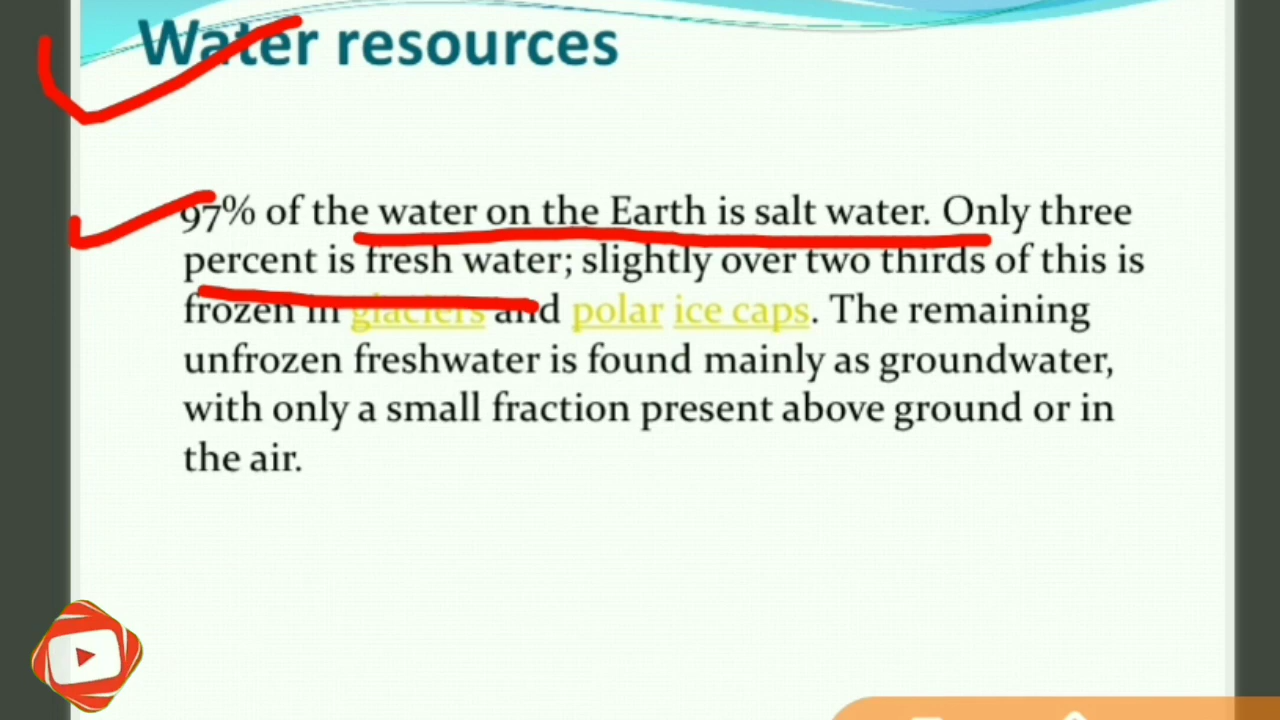 Water resources
97% of the water on the Earth is salt water. Only three
percent is fresh water; slightly over two thirds of this is
frozen in glaciers and polar ice caps. The remaining
unfrozen freshwater is found mainly as groundwater,
with only a small fraction present above ground or in
the air.